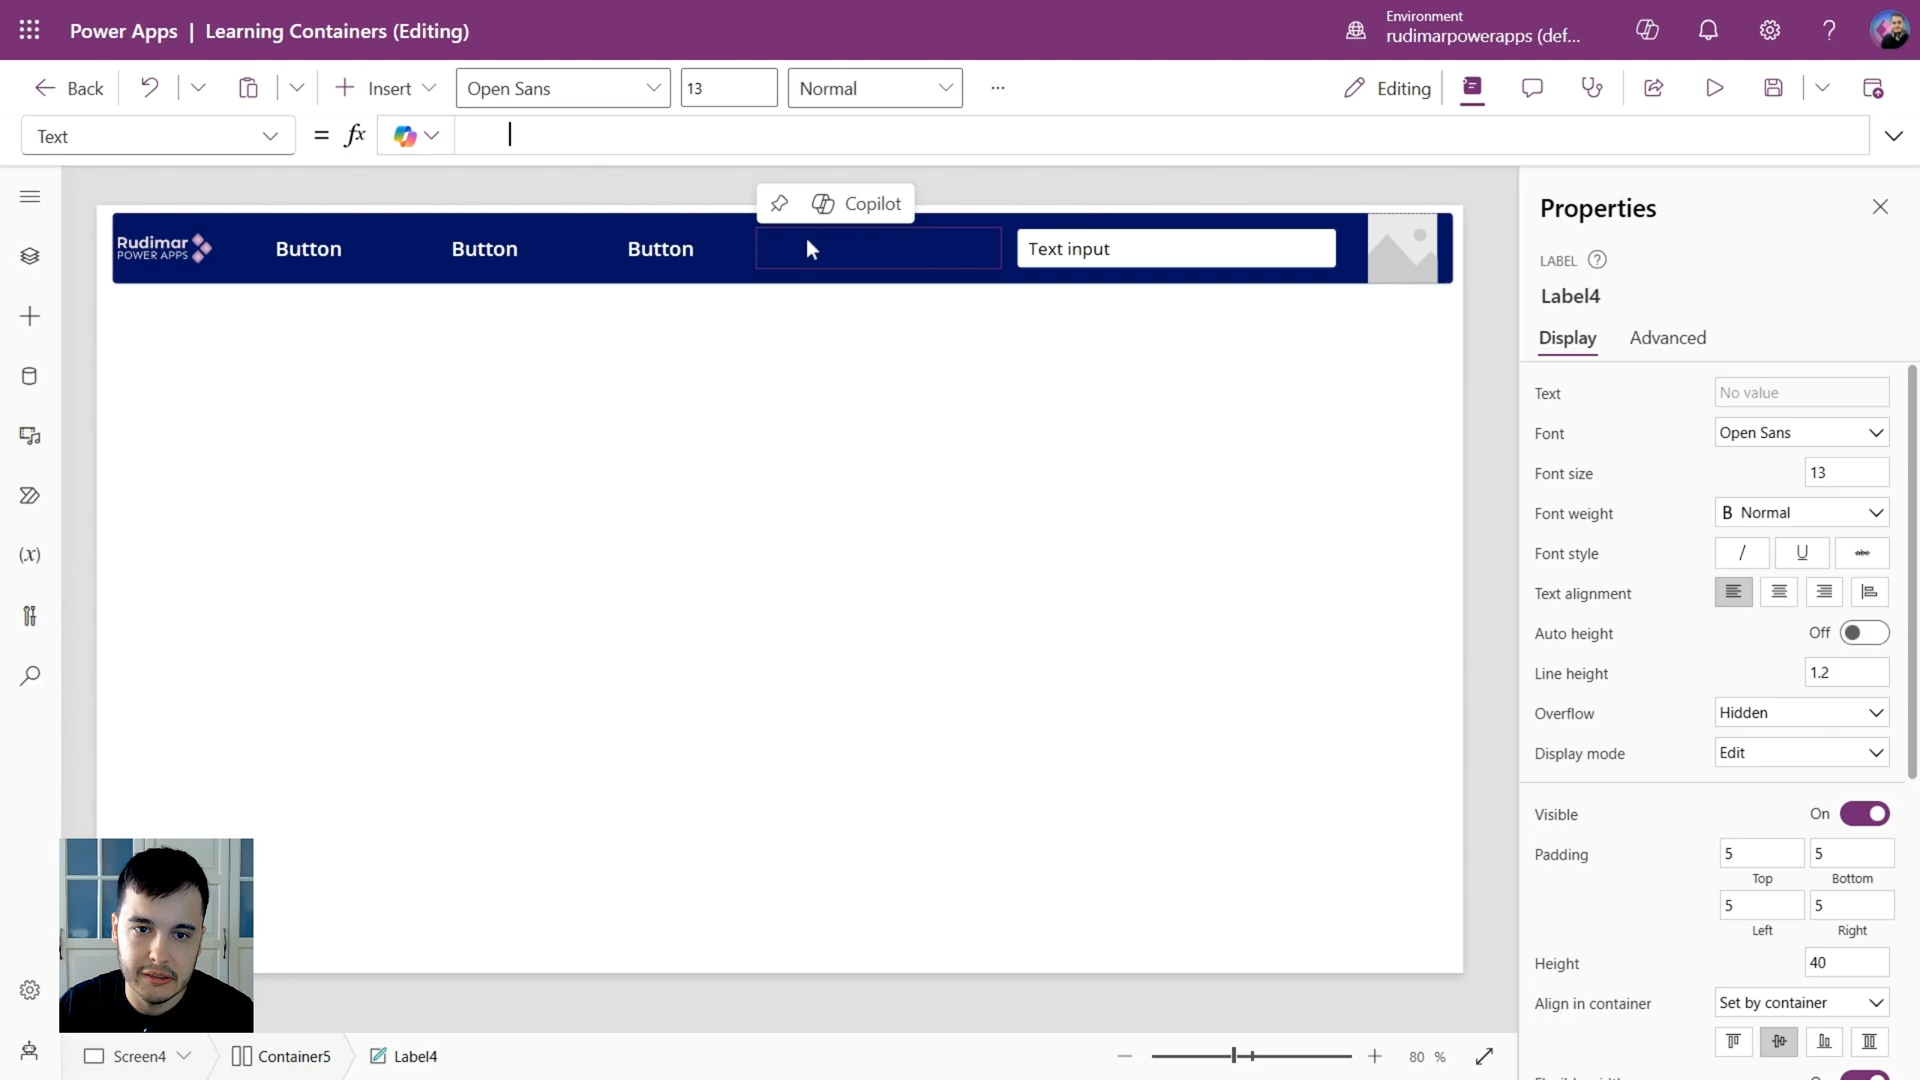 Power Apps | Learning Containers (Editing)
Environment
rudimarpowerapps (def...
Back
Insert
Open Sans
13
Normal
...
Editing
Text
= fx
Copilot
Rudimar
POWER APPS
Button
Button
Button
Text input
Properties
LABEL
Label4
Display
Advanced
Text
No value
Font
Open Sans
Font size
13
Font weight
B Normal
Font style
/
U
abc
Text alignment
Auto height
Off
Line height
1.2
Overflow
Hidden
Display mode
Edit
Visible
On
Padding
5
5
Top
Bottom
5
5
Left
Right
Height
40
Align in container
Set by container
(x)
Screen4
Container5
Label4
80 %